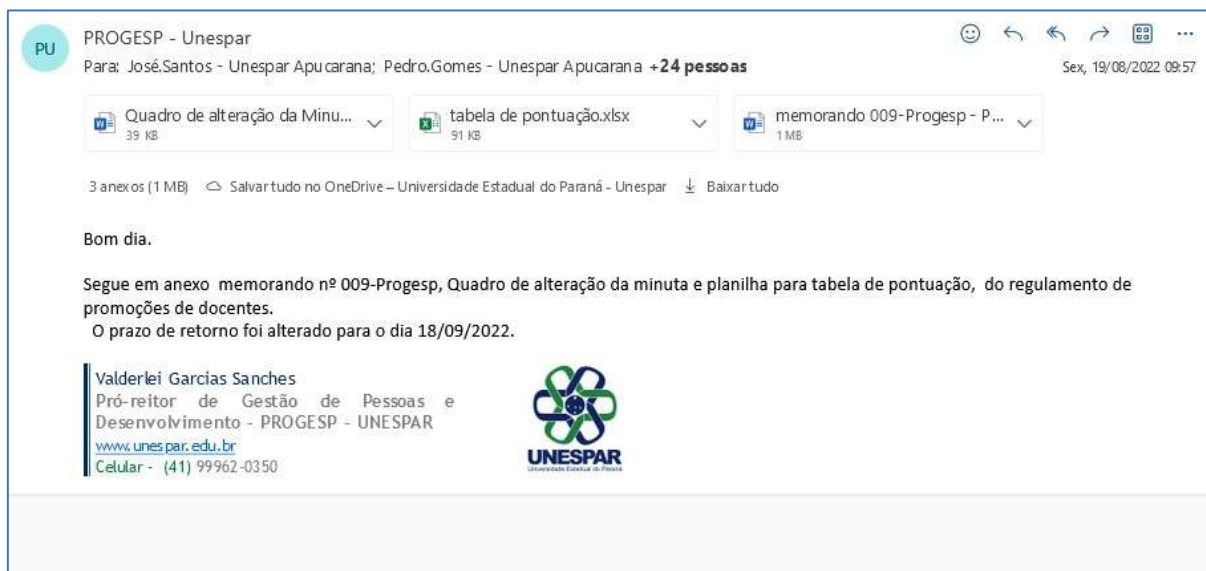 PU
PROGESP - Unespar
Para: José.Santos - Unespar Apucarana; Pedro.Gomes - Unespar Apucarana +24 pessoas
Sex, 19/08/2022 09:57
Quadro de alteração da Minu...
39 KB
tabela de pontuação.xlsx
91 KB
memorando 009-Progesp - P...
1 MB
3 anexos (1 MB) Salvar tudo no OneDrive – Universidade Estadual do Paraná - Unespar Baixar tudo
Bom dia.
Segue em anexo memorando nº 009-Progesp, Quadro de alteração da minuta e planilha para tabela de pontuação, do regulamento de
promoções de docentes.
O prazo de retorno foi alterado para o dia 18/09/2022.
Valderlei Garcias Sanches
Pró-reitor de Gestão de Pessoas e
Desenvolvimento - PROGESP - UNESPAR
www.unespar.edu.br
Celular - (41) 99962-0350
UNESPAR
Universidade Estadual do Paraná